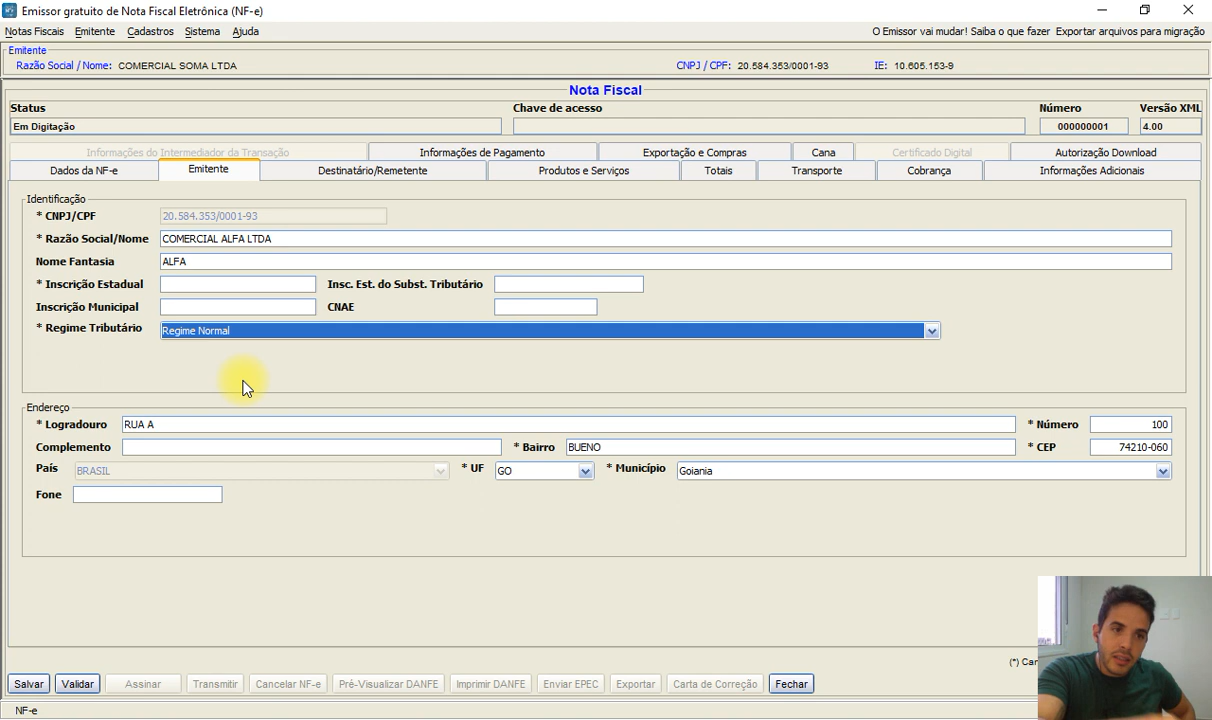 Emissor gratuito de Nota Fiscal Eletrônica (NF-e)
Notas Fiscais Emitente Cadastros Sistema Ajuda O Emissor vai mudar! Saiba o que fazer Exportar arquivos para migração
Emitente
Razão Social / Nome: COMERCIAL SOMA LTDA CNPJ / CPF: 20.584.353/0001-93 IE: 10.605.153-9
Nota Fiscal
Status Chave de acesso Número Versão XML
Em Digitação 000000001 4.00
Informações do Intermediador da Transação Informações de Pagamento Exportação e Compras Cana Certificado Digital Autorização Download
Dados da NF-e Emitente Destinatário/Remetente Produtos e Serviços Totais Transporte Cobrança Informações Adicionais
Identificação
* CNPJ/CPF 20.584.353/0001-93
* Razão Social/Nome COMERCIAL ALFA LTDA
Nome Fantasia ALFA
* Inscrição Estadual Insc. Est. do Subst. Tributário
Inscrição Municipal CNAE
* Regime Tributário Regime Normal
Endereço
* Logradouro RUA A * Número 100
Complemento * Bairro BUENO * CEP 74210-060
País BRASIL * UF GO * Município Goiania
Fone
Salvar Validar Assinar Transmitir Cancelar NF-e Pré-Visualizar DANFE Imprimir DANFE Enviar EPEC Exportar Carta de Correção Fechar
NF-e